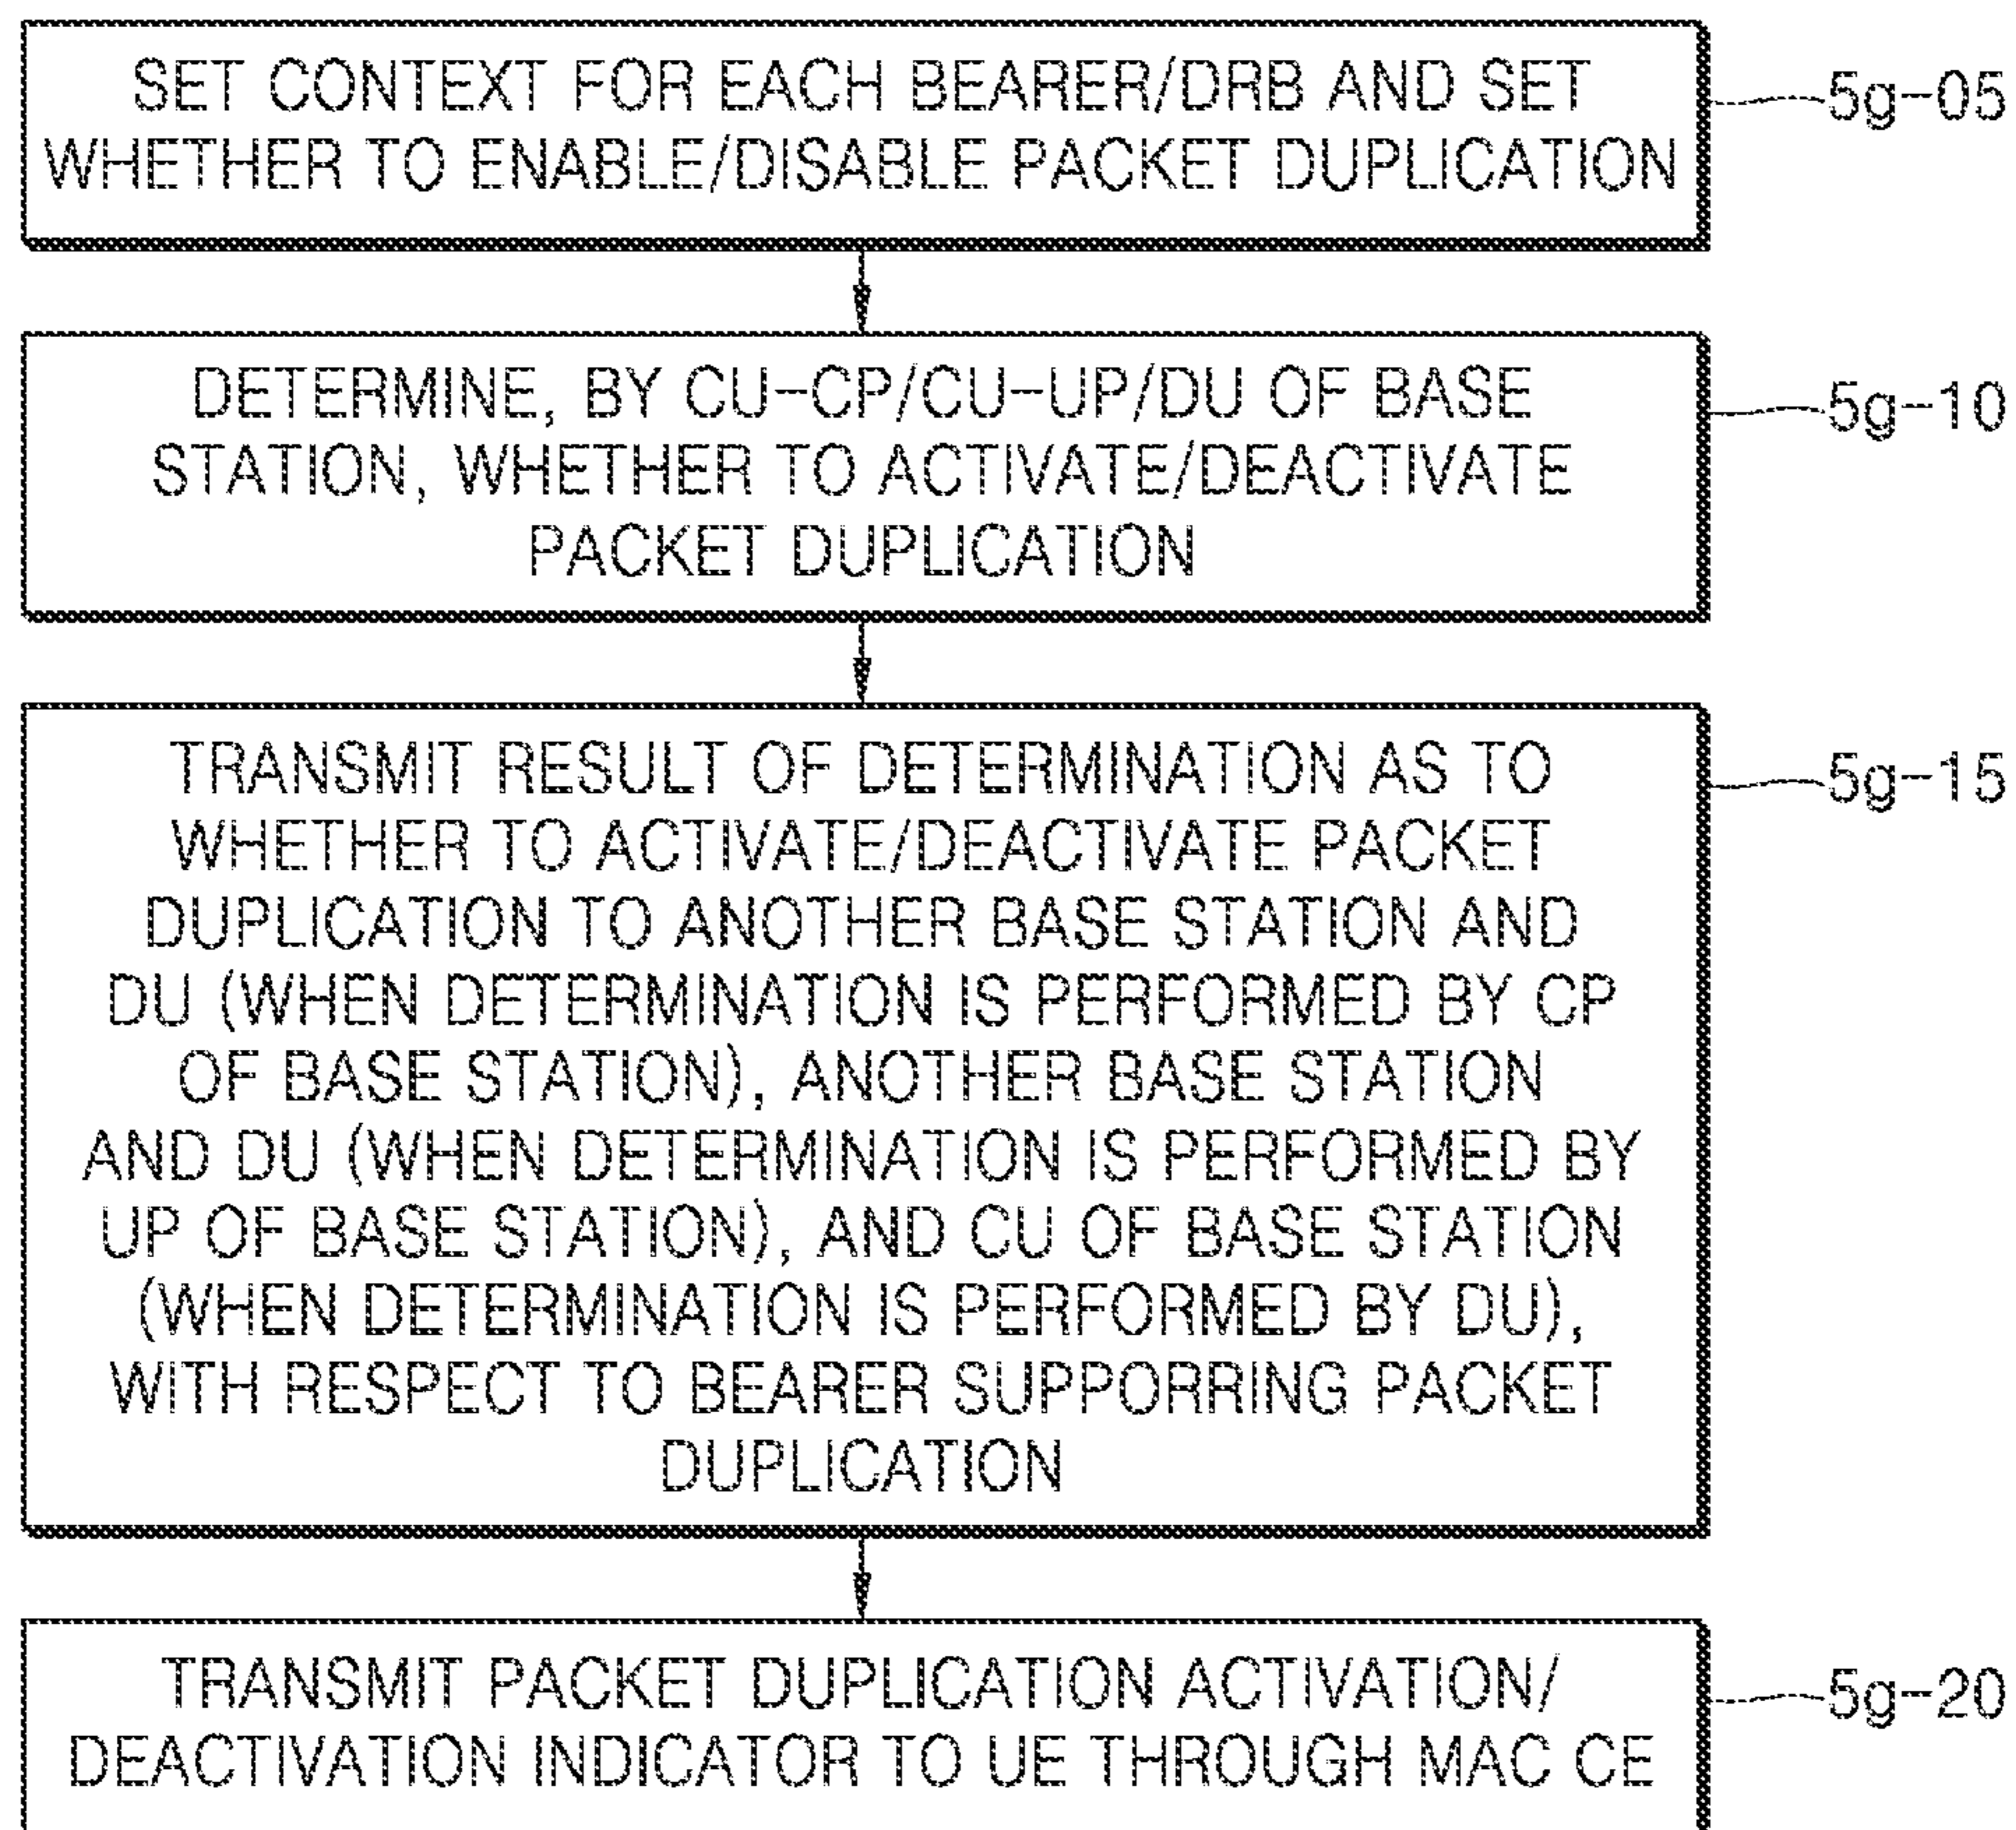 SET CONTEXT FOR EACH BEARER/DRB AND SET
WHETHER TO ENABLE/DISABLE PACKET DUPLICATION
5g-05
DETERMINE, BY CU-CP/CU-UP/DU OF BASE
STATION, WHETHER TO ACTIVATE/DEACTIVATE
PACKET DUPLICATION
5g-10
TRANSMIT RESULT OF DETERMINATION AS TO
WHETHER TO ACTIVATE/DEACTIVATE PACKET
DUPLICATION TO ANOTHER BASE STATION AND
DU (WHEN DETERMINATION IS PERFORMED BY CP
OF BASE STATION), ANOTHER BASE STATION
AND DU (WHEN DETERMINATION IS PERFORMED BY
UP OF BASE STATION), AND CU OF BASE STATION
(WHEN DETERMINATION IS PERFORMED BY DU),
WITH RESPECT TO BEARER SUPPORRING PACKET
DUPLICATION
5g-15
TRANSMIT PACKET DUPLICATION ACTIVATION/
DEACTIVATION INDICATOR TO UE THROUGH MAC CE
5g-20